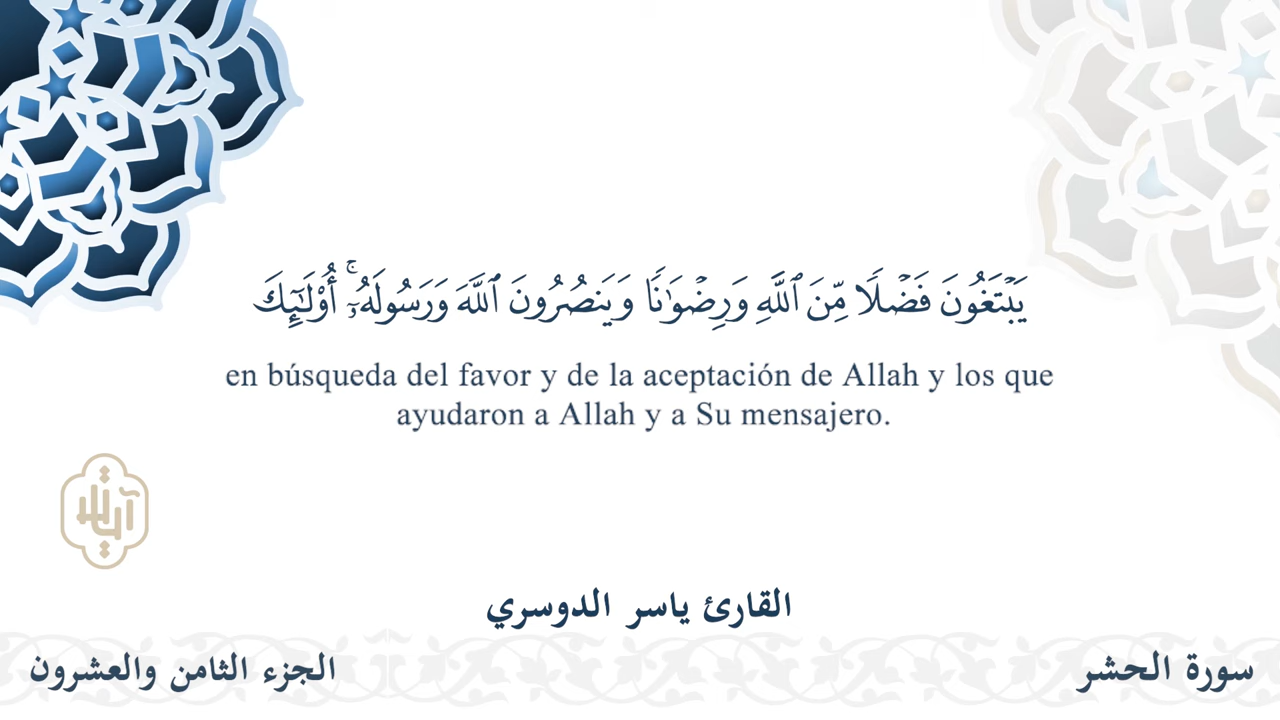 يَبۡتَغُونَ فَضۡلٗا مِّنَ ٱللَّهِ وَرِضۡوَٰنٗا وَيَنصُرُونَ ٱللَّهَ وَرَسُولَهُۥٓۚ أُوْلَٰٓئِكَ
en búsqueda del favor y de la aceptación de Allah y los que
ayudaron a Allah y a Su mensajero.
القارئ ياسر الدوسري
سورة الحشر
الجزء الثامن والعشرون